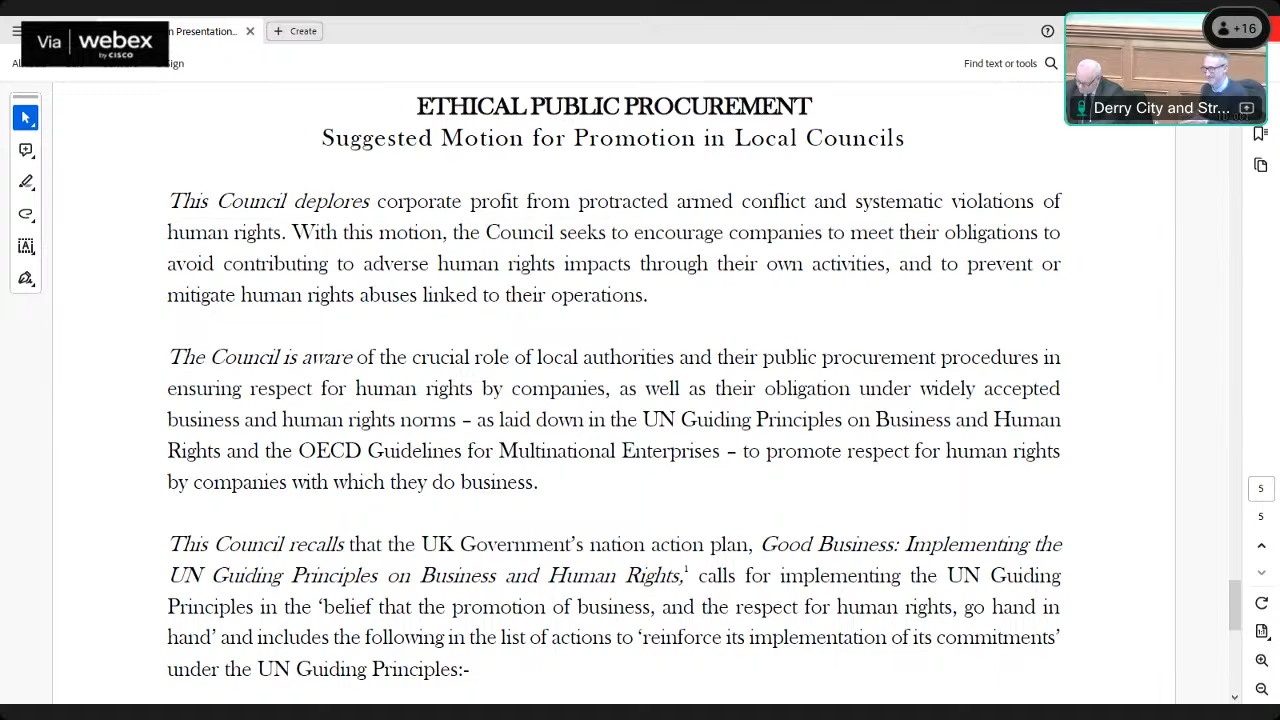 Via webex
by CISCO
n Presentation..
Create
+16
sign
Find text or tools
Derry City and Str...
ETHICAL PUBLIC PROCUREMENT
Suggested Motion for Promotion in Local Councils
This Council deplores corporate profit from protracted armed conflict and systematic violations of
human rights. With this motion, the Council seeks to encourage companies to meet their obligations to
avoid contributing to adverse human rights impacts through their own activities, and to prevent or
mitigate human rights abuses linked to their operations.
The Council is aware of the crucial role of local authorities and their public procurement procedures in
ensuring respect for human rights by companies, as well as their obligation under widely accepted
business and human rights norms – as laid down in the UN Guiding Principles on Business and Human
Rights and the OECD Guidelines for Multinational Enterprises – to promote respect for human rights
by companies with which they do business.
This Council recalls that the UK Government's nation action plan, Good Business: Implementing the
UN Guiding Principles on Business and Human Rights,¹ calls for implementing the UN Guiding
Principles in the 'belief that the promotion of business, and the respect for human rights, go hand in
hand' and includes the following in the list of actions to 'reinforce its implementation of its commitments'
under the UN Guiding Principles:-
5
5